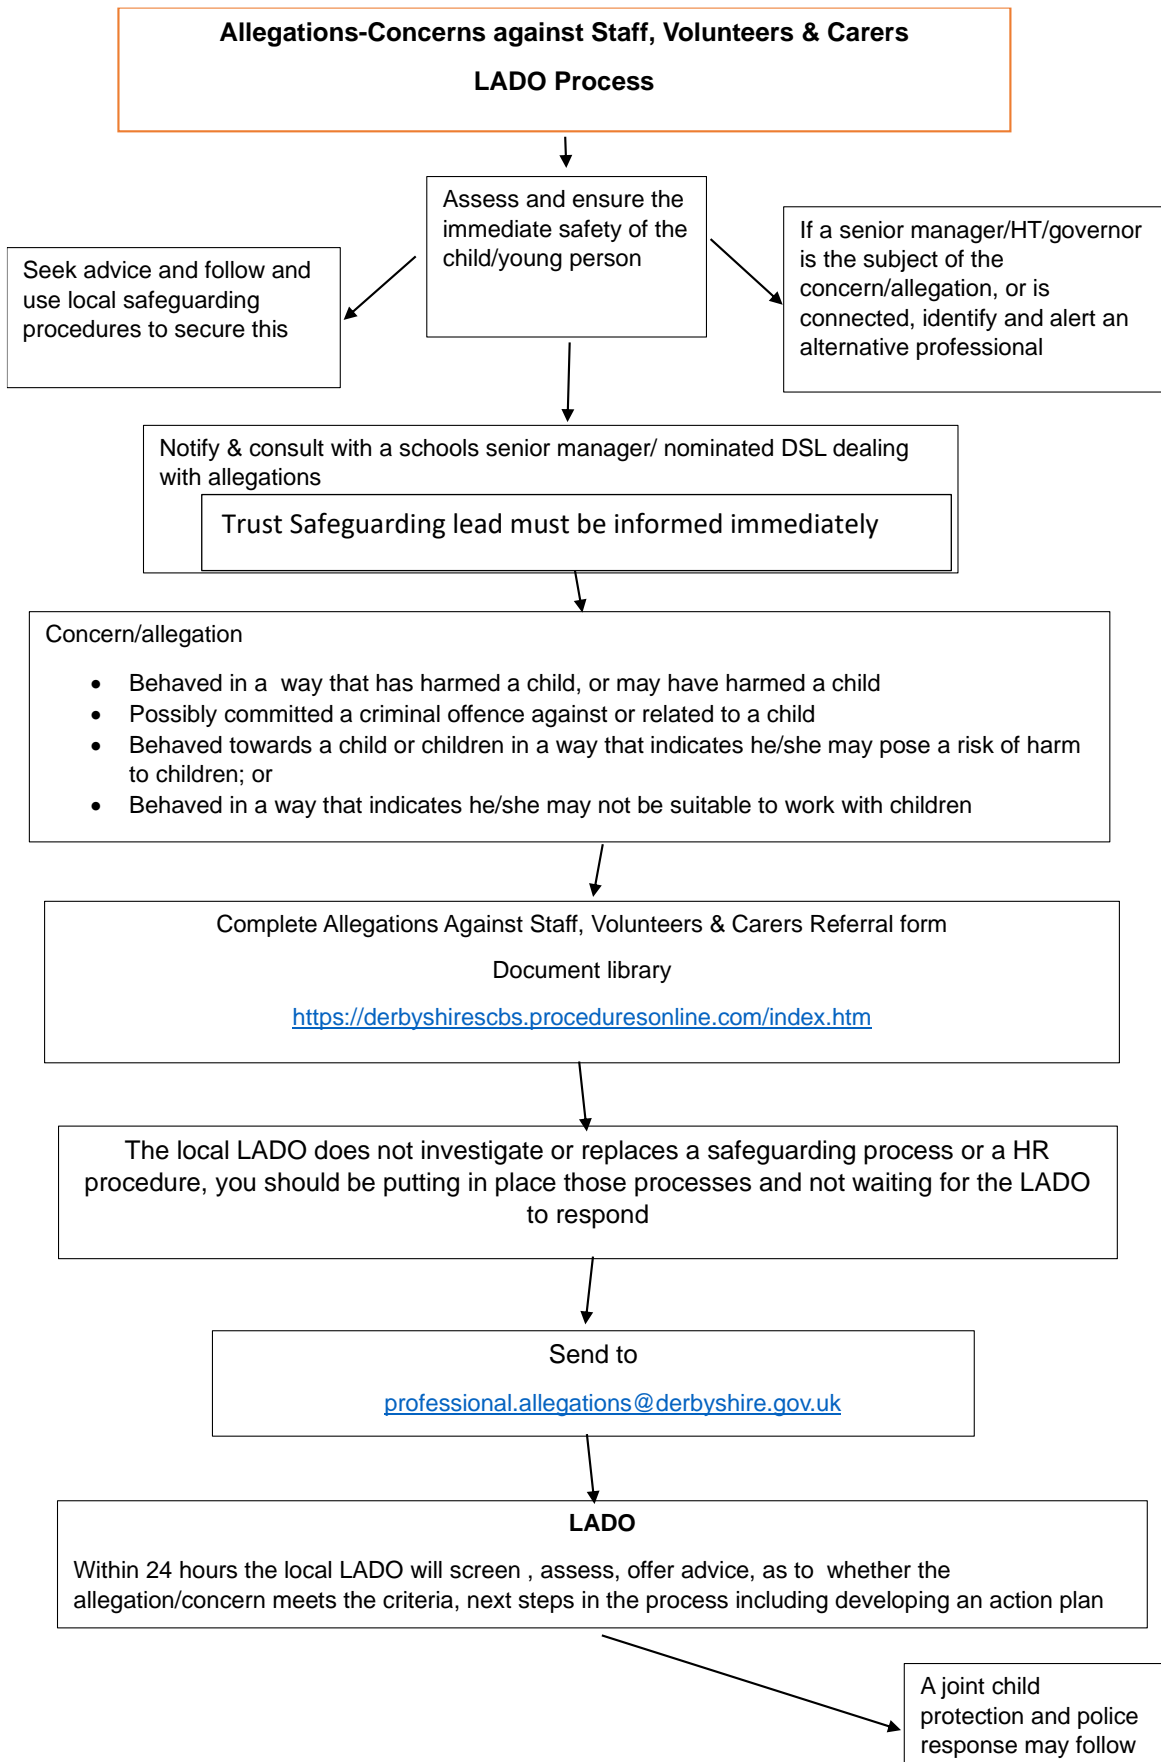 Allegations-Concerns against Staff, Volunteers & Carers
LADO Process
Assess and ensure the
immediate safety of the
child/young person
Seek advice and follow and
use local safeguarding
procedures to secure this
If a senior manager/HT/governor
is the subject of the
concern/allegation, or is
connected, identify and alert an
alternative professional
Notify & consult with a schools senior manager/ nominated DSL dealing
with allegations
Trust Safeguarding lead must be informed immediately
Concern/allegation
• Behaved in a  way that has harmed a child, or may have harmed a child
• Possibly committed a criminal offence against or related to a child
• Behaved towards a child or children in a way that indicates he/she may pose a risk of harm
to children; or
• Behaved in a way that indicates he/she may not be suitable to work with children
Complete Allegations Against Staff, Volunteers & Carers Referral form
Document library
https://derbyshirescbs.proceduresonline.com/index.htm
The local LADO does not investigate or replaces a safeguarding process or a HR
procedure, you should be putting in place those processes and not waiting for the LADO
to respond
Send to
professional.allegations@derbyshire.gov.uk
LADO
Within 24 hours the local LADO will screen , assess, offer advice, as to  whether the
allegation/concern meets the criteria, next steps in the process including developing an action plan
A joint child
protection and police
response may follow